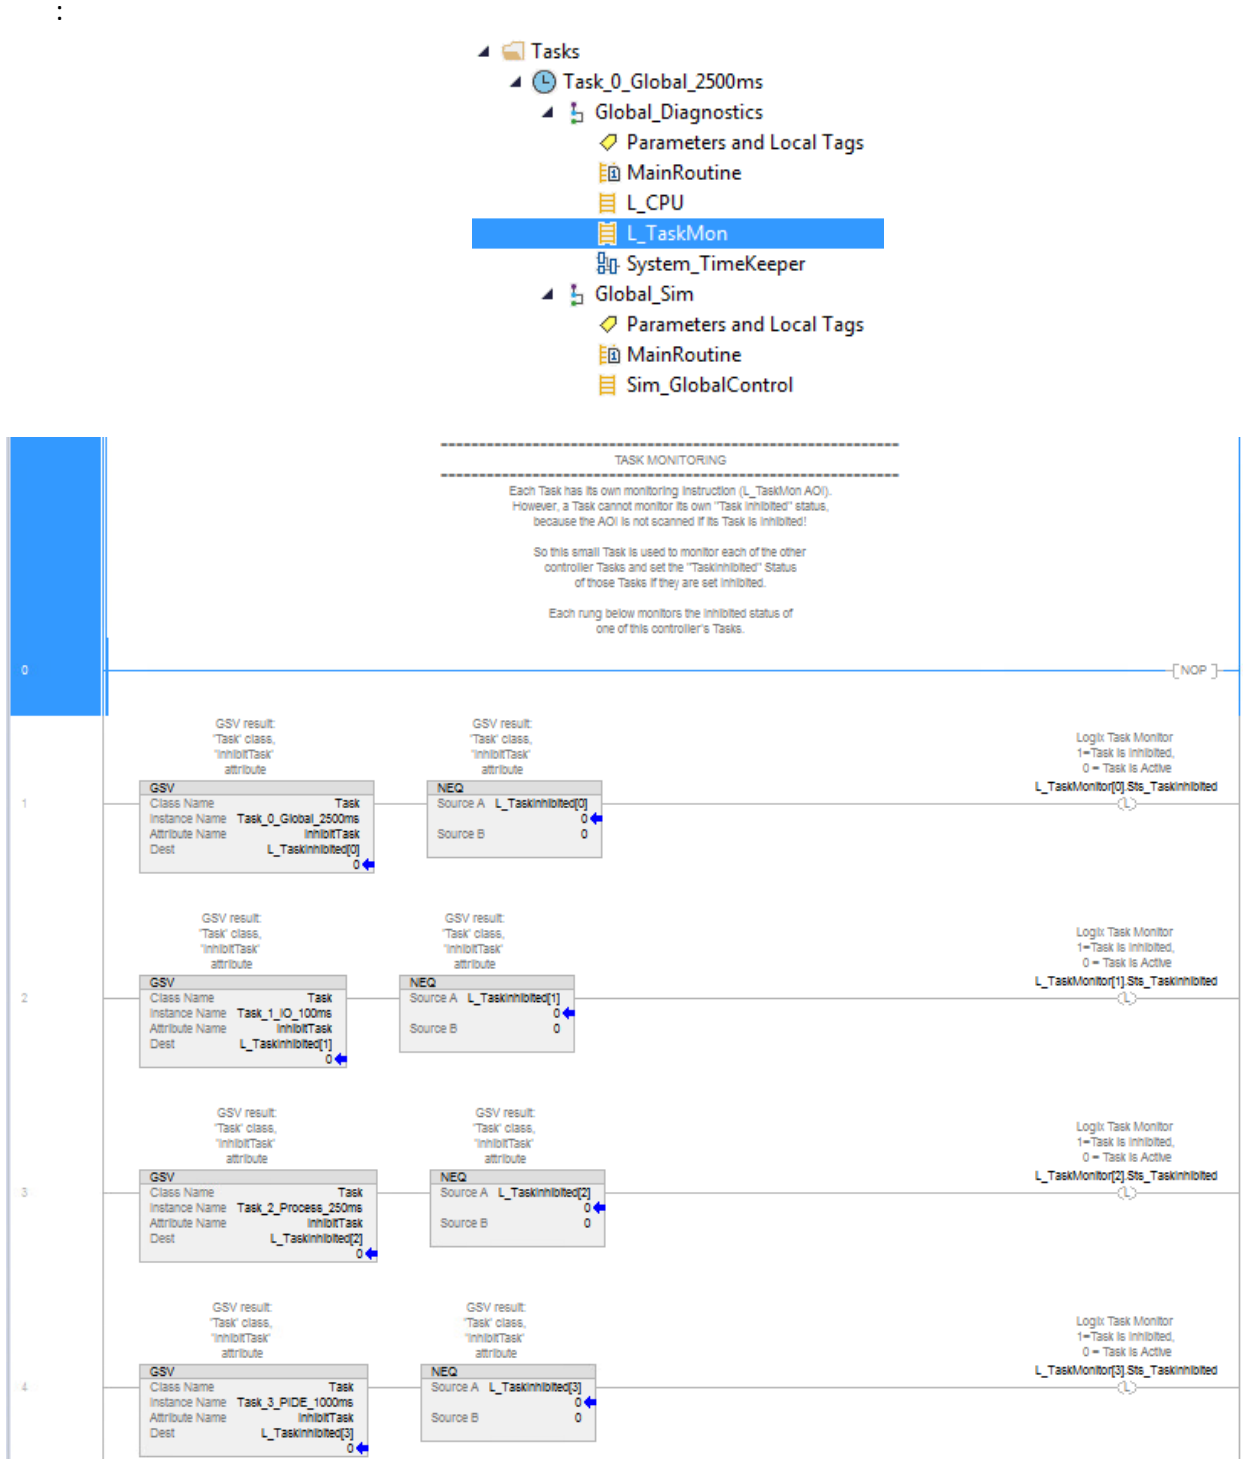 :
Tasks
Task_0_Global_2500ms
Global_Diagnostics
Parameters and Local Tags
MainRoutine
L_CPU
L_TaskMon
System_TimeKeeper
Global_Sim
Parameters and Local Tags
MainRoutine
Sim_GlobalControl
============================================================
TASK MONITORING
============================================================
Each Task has its own monitoring instruction (L_TaskMon AOI).
However, a Task cannot monitor its own "Task Inhibited" status,
because the AOI is not scanned if its Task is inhibited!
So this small Task is used to monitor each of the other
controller Tasks and set the "TaskInhibited" Status
of those Tasks if they are set inhibited.
Each rung below monitors the inhibited status of
one of this controller's Tasks.
0
NOP
GSV result:
'Task' class,
'InhibitTask'
attribute
GSV result:
'Task' class,
'InhibitTask'
attribute
Logix Task Monitor
1=Task is Inhibited,
0 = Task is Active
L_TaskMonitor[0].Sts_TaskInhibited
1
GSV
Class Name Task
Instance Name Task_0_Global_2500ms
Attribute Name InhibitTask
Dest L_TaskInhibited[0]
0
NEQ
Source A L_TaskInhibited[0]
0
Source B 0
L
GSV result:
'Task' class,
'InhibitTask'
attribute
GSV result:
'Task' class,
'InhibitTask'
attribute
Logix Task Monitor
1=Task is Inhibited,
0 = Task is Active
L_TaskMonitor[1].Sts_TaskInhibited
2
GSV
Class Name Task
Instance Name Task_1_IO_100ms
Attribute Name InhibitTask
Dest L_TaskInhibited[1]
0
NEQ
Source A L_TaskInhibited[1]
0
Source B 0
L
GSV result:
'Task' class,
'InhibitTask'
attribute
GSV result:
'Task' class,
'InhibitTask'
attribute
Logix Task Monitor
1=Task is Inhibited,
0 = Task is Active
L_TaskMonitor[2].Sts_TaskInhibited
3
GSV
Class Name Task
Instance Name Task_2_Process_250ms
Attribute Name InhibitTask
Dest L_TaskInhibited[2]
0
NEQ
Source A L_TaskInhibited[2]
0
Source B 0
L
GSV result:
'Task' class,
'InhibitTask'
attribute
GSV result:
'Task' class,
'InhibitTask'
attribute
Logix Task Monitor
1=Task is Inhibited,
0 = Task is Active
L_TaskMonitor[3].Sts_TaskInhibited
4
GSV
Class Name Task
Instance Name Task_3_PIDE_1000ms
Attribute Name InhibitTask
Dest L_TaskInhibited[3]
0
NEQ
Source A L_TaskInhibited[3]
0
Source B 0
L